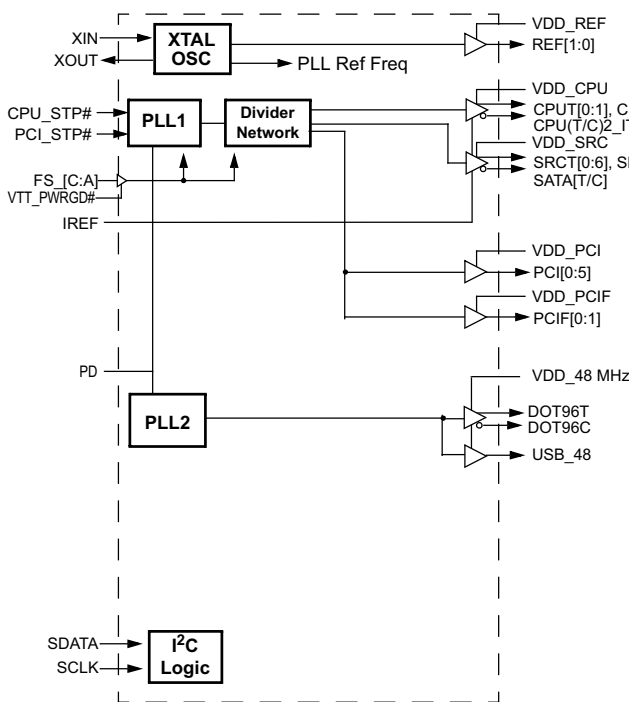 XIN
XOUT
XTAL
OSC
PLL Ref Freq
VDD_REF
REF[1:0]
CPU_STP#
PCI_STP#
PLL1
Divider
Network
VDD_CPU
CPUT[0:1], C
CPU(T/C)2_IT
VDD_SRC
SRCT[0:6], S
SATA[T/C]
FS_[C:A]
VTT_PWRGD#
IREF
VDD_PCI
PCI[0:5]
VDD_PCIF
PCIF[0:1]
PD
PLL2
VDD_48 MHz
DOT96T
DOT96C
USB_48
SDATA
SCLK
I²C
Logic